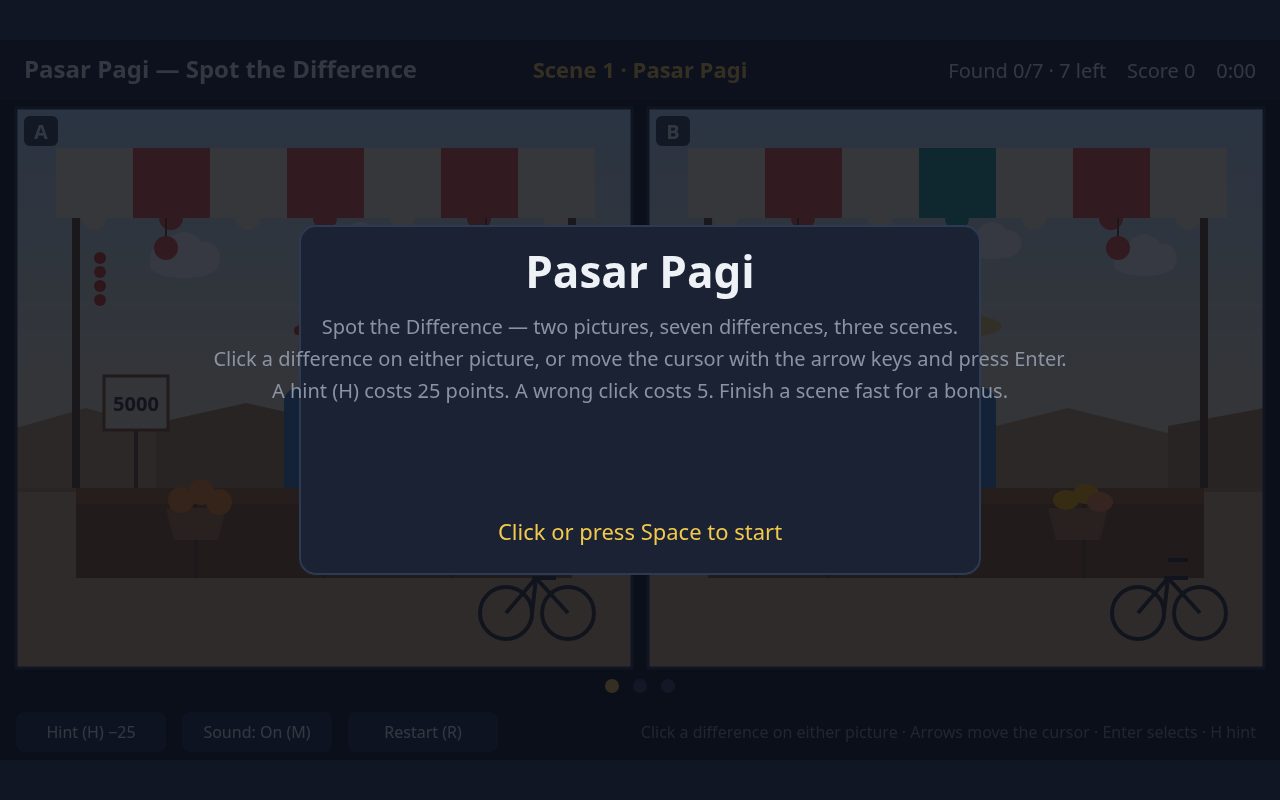 Pasar Pagi — Spot the Difference
Scene 1 · Pasar Pagi
Found 0/7 · 7 left
Score 0
0:00
A
B
5000
Pasar Pagi
Spot the Difference — two pictures, seven differences, three scenes.
Click a difference on either picture, or move the cursor with the arrow keys and press Enter.
A hint (H) costs 25 points. A wrong click costs 5. Finish a scene fast for a bonus.
Click or press Space to start
Hint (H) −25
Sound: On (M)
Restart (R)
Click a difference on either picture · Arrows move the cursor · Enter selects · H hint